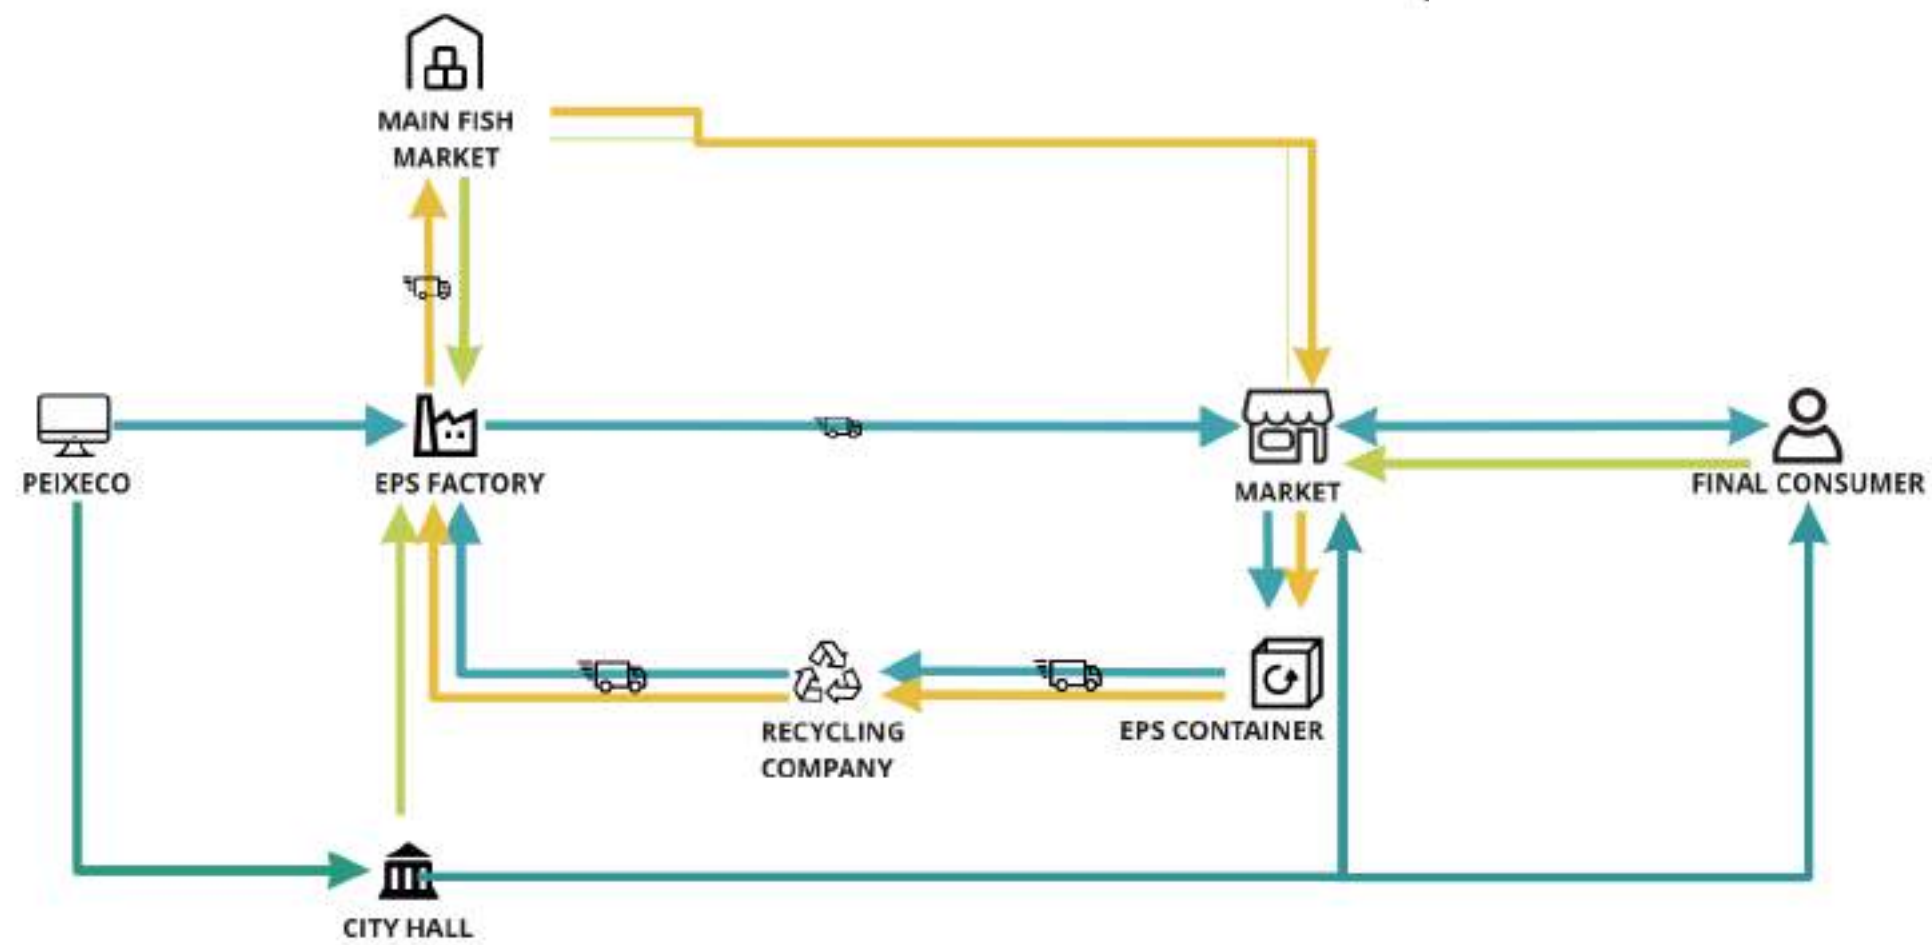 MAIN FISH
MARKET
PEIXECO
EPS FACTORY
MARKET
FINAL CONSUMER
RECYCLING
COMPANY
EPS CONTAINER
CITY HALL